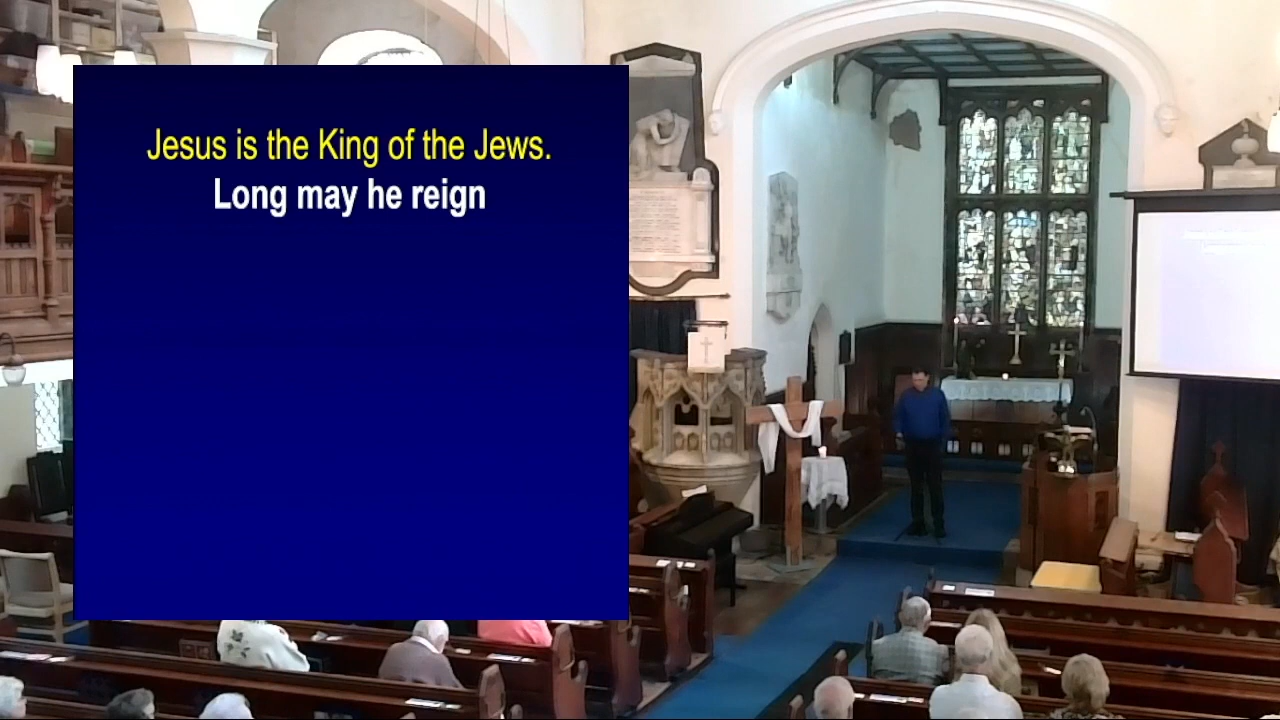 Jesus is the King of the Jews.
Long may he reign